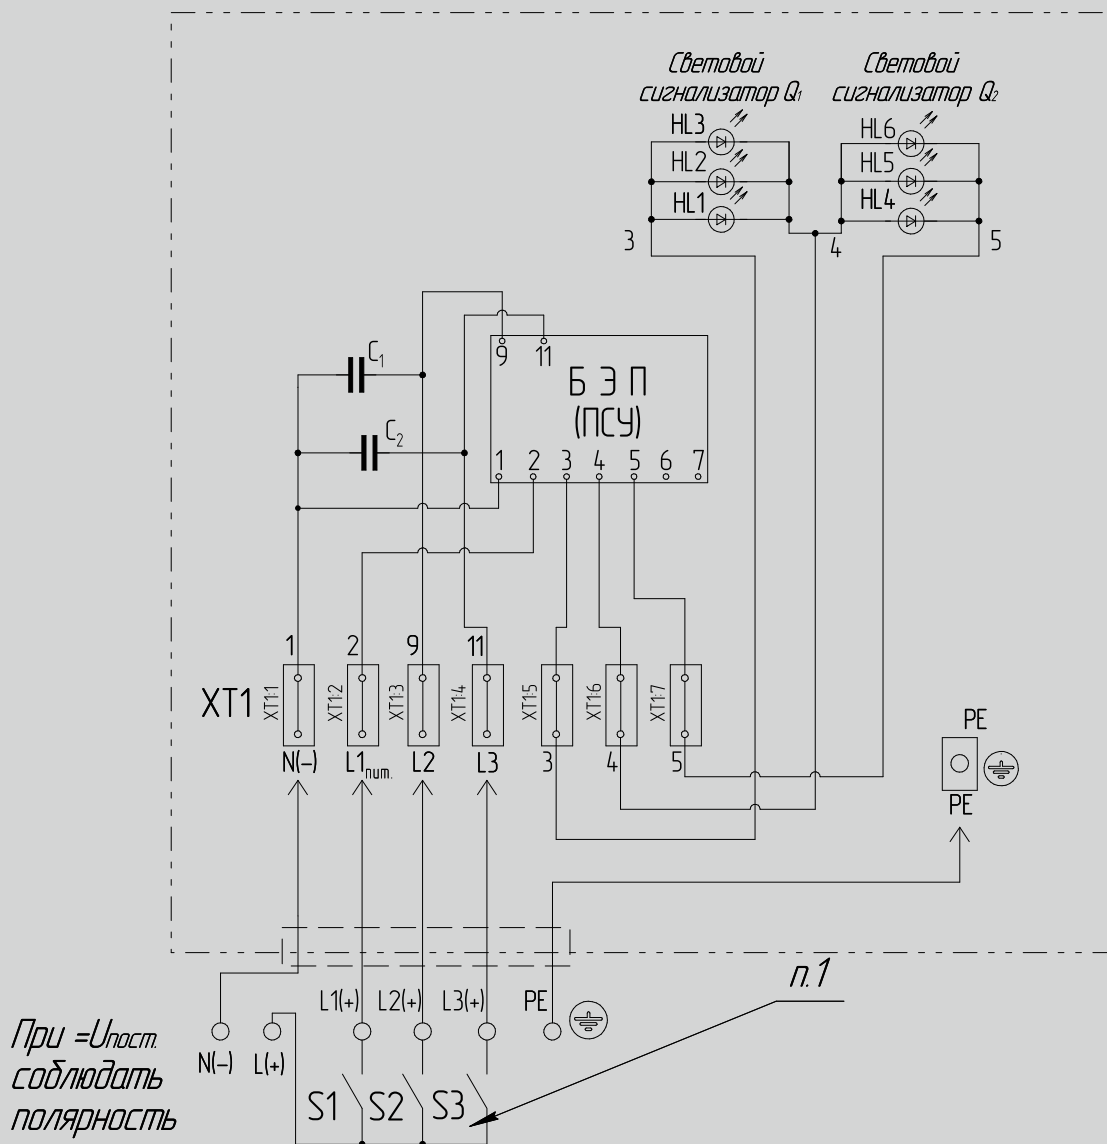 Световой
сигнализатор Q1
Световой
сигнализатор Q2
HL3
HL2
HL1
HL6
HL5
HL4
3
4
5
C1
C2
9 11
Б Э П
(ПСУ)
1 2 3 4 5 6 7
1 2 9 11
XT1
XT1:1
XT1:2
XT1:3
XT1:4
XT1:5
XT1:6
XT1:7
N(-) L1пит. L2 L3 3 4 5
PE
PE
п.1
L1(+) L2(+) L3(+) PE
N(-) L(+)
При =Uпост.
соблюдать
полярность
S1 S2 S3